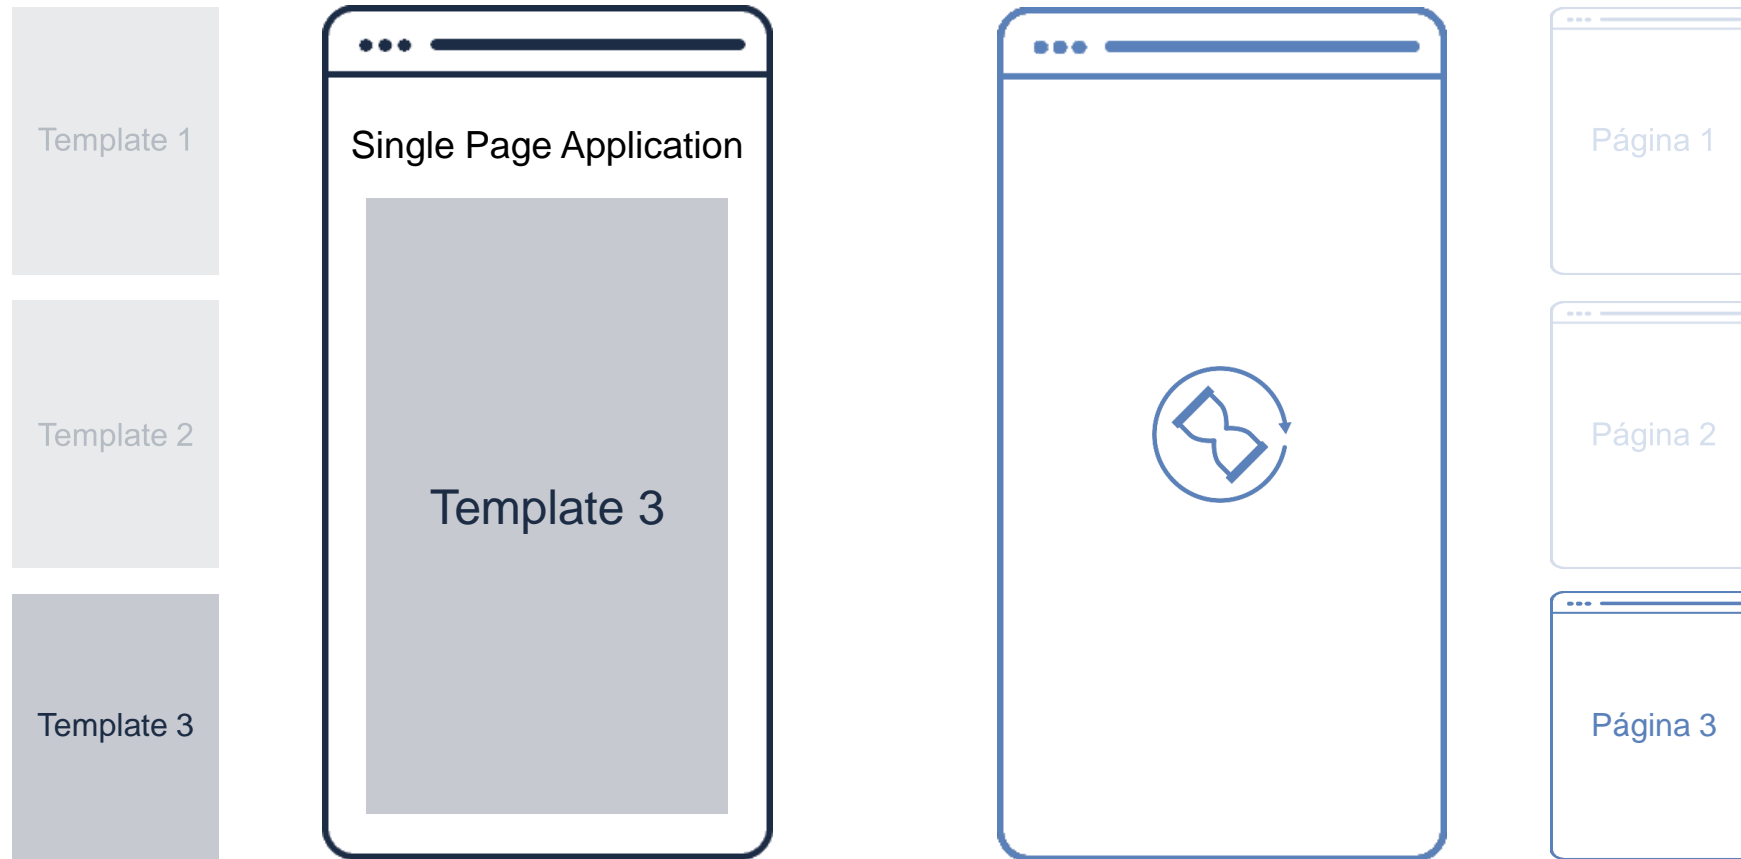 Template 1
Template 2
Template 3
Single Page Application
Template 3
Página 1
Página 2
Página 3